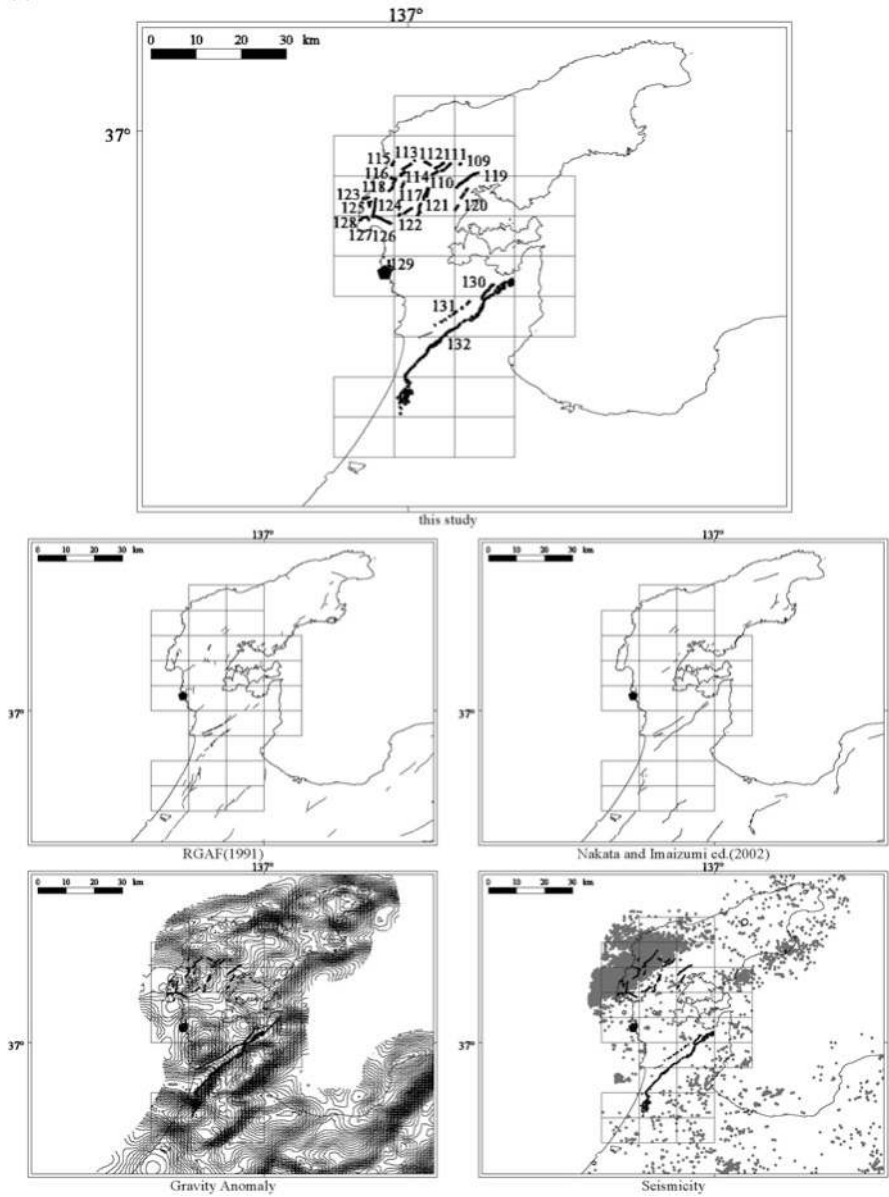 137°
0 10 20 30 km
37°
115 113 112 111 109
116 114 110 119
118 117
123 124 121 120
125
128 122
127 126
129
130
131
132
this study
137°
0 10 20 30 km
37°
RGAF(1991)
137°
0 10 20 30 km
37°
Nakata and Imaizumi ed.(2002)
137°
0 10 20 30 km
37°
Gravity Anomaly
137°
0 10 20 30 km
37°
Seismicity